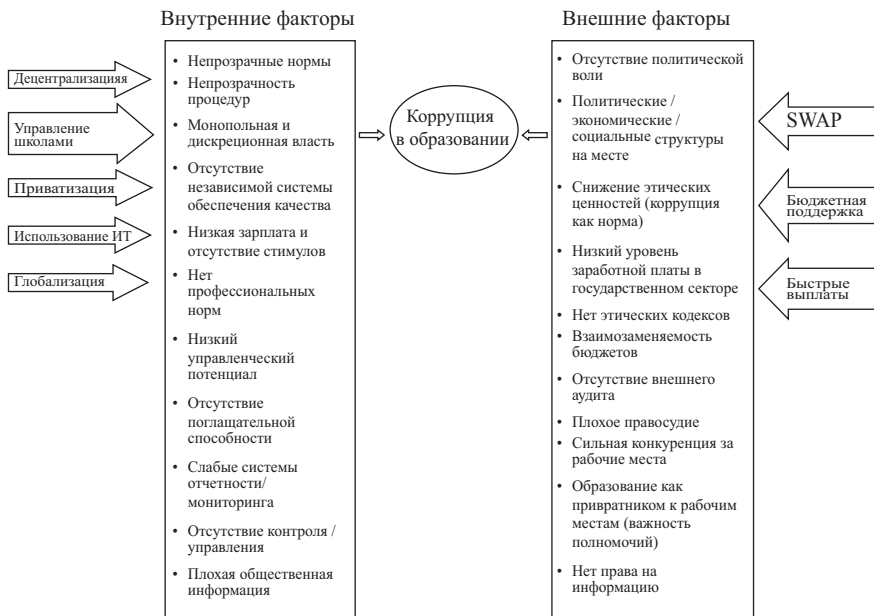 Внутренние факторы
Внешние факторы
Децентрализацияя
Управление
школами
Приватизация
Использование ИТ
Глобализация
• Непрозрачные нормы
• Непрозрачность
процедур
• Монопольная и
дискреционная власть
• Отсутствие
независимой системы
обеспечения качества
• Низкая зарплата и
отсутствие стимулов
• Нет
профессиональных
норм
• Низкий
управленческий
потенциал
• Отсутствие
поглащательной
способности
• Слабые системы
отчетности/
мониторинга
• Отсутствие контроля /
управления
• Плохая общественная
информация
Коррупция
в образовании
• Отсутствие политической
воли
• Политические /
экономические /
социальные структуры
на месте
• Снижение этических
ценностей (коррупция
как норма)
• Низкий уровень
заработной платы в
государственном секторе
• Нет этических кодексов
• Взаимозаменяемость
бюджетов
• Отсутствие внешнего
аудита
• Плохое правосудие
• Сильная конкуренция за
рабочие места
• Образование как
привратником к рабочим
местам (важность
полномочий)
• Нет права на
информацию
SWAP
Бюджетная
поддержка
Быстрые
выплаты